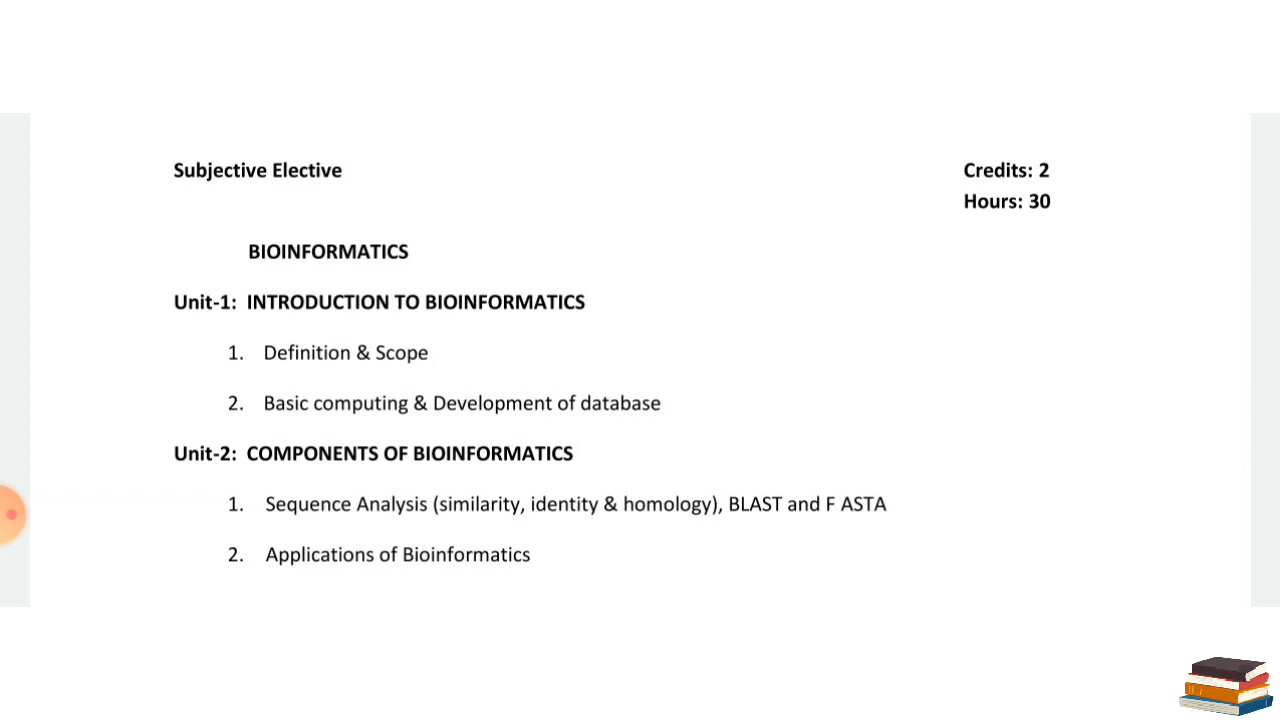 Subjective Elective Credits: 2
Hours: 30
BIOINFORMATICS
Unit-1: INTRODUCTION TO BIOINFORMATICS
1. Definition & Scope
2. Basic computing & Development of database
Unit-2: COMPONENTS OF BIOINFORMATICS
1. Sequence Analysis (similarity, identity & homology), BLAST and F ASTA
2. Applications of Bioinformatics